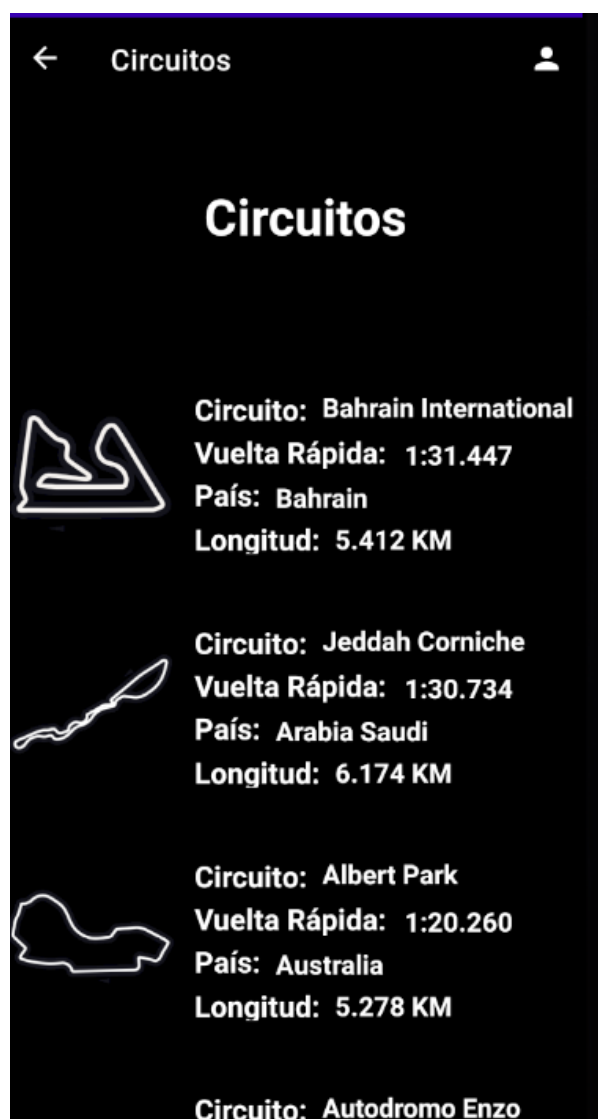 Circuitos
Circuitos
Circuito: Bahrain International
Vuelta Rápida: 1:31.447
País: Bahrain
Longitud: 5.412 KM
Circuito: Jeddah Corniche
Vuelta Rápida: 1:30.734
País: Arabia Saudi
Longitud: 6.174 KM
Circuito: Albert Park
Vuelta Rápida: 1:20.260
País: Australia
Longitud: 5.278 KM
Circuito: Autodromo Enzo